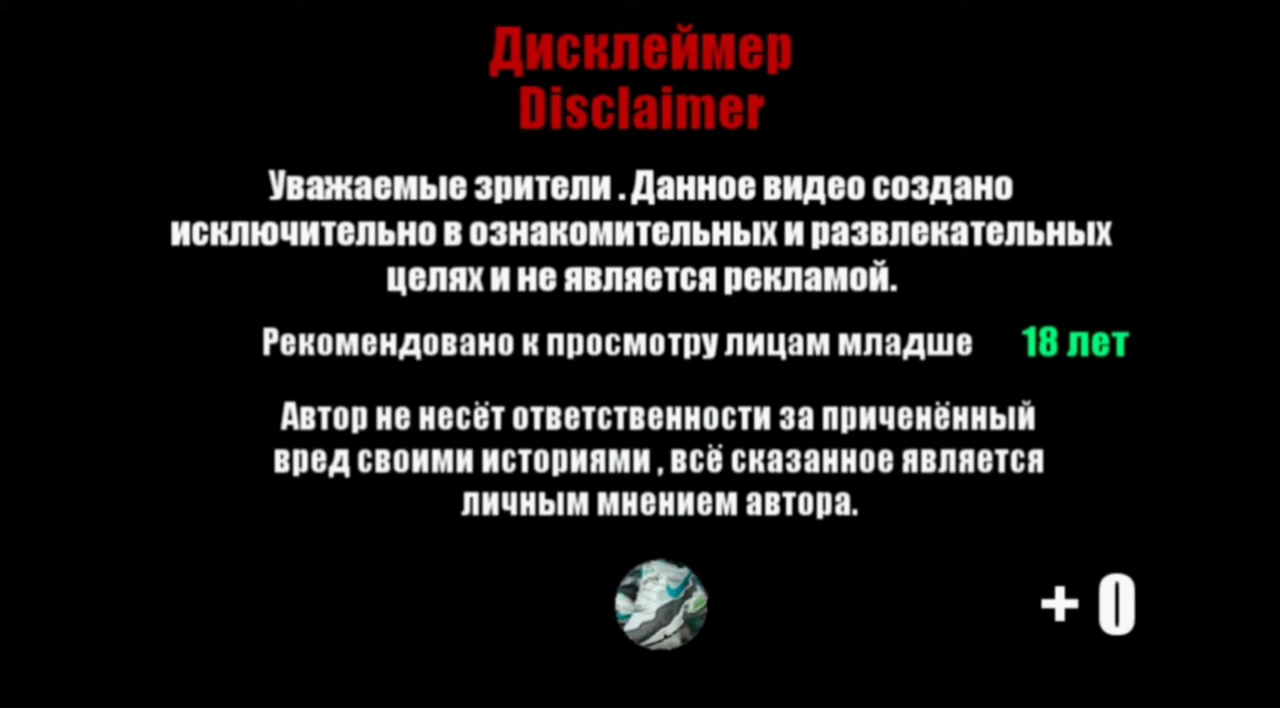 Дисклеймер
Disclaimer
Уважаемые зрители . Данное видео создано
исключительно в ознакомительных и развлекательных
целях и не является рекламой.
Рекомендовано к просмотру лицам младше 18 лет
Автор не несёт ответственности за приченённый
вред своими историями , всё сказанное является
личным мнением автора.
+ 0